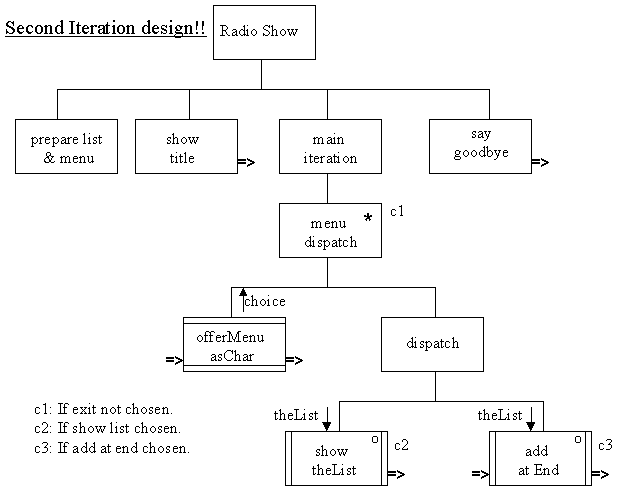 Second Iteration design!!
Radio Show
prepare list
& menu
show
title
=>
main
iteration
say
goodbye
=>
menu
dispatch
*
c1
choice
offerMenu
asChar
=>
=>
dispatch
c1: If exit not chosen.
c2: If show list chosen.
c3: If add at end chosen.
theList
show
theList
o
c2
=>
theList
add
at End
o
c3
=>
=>